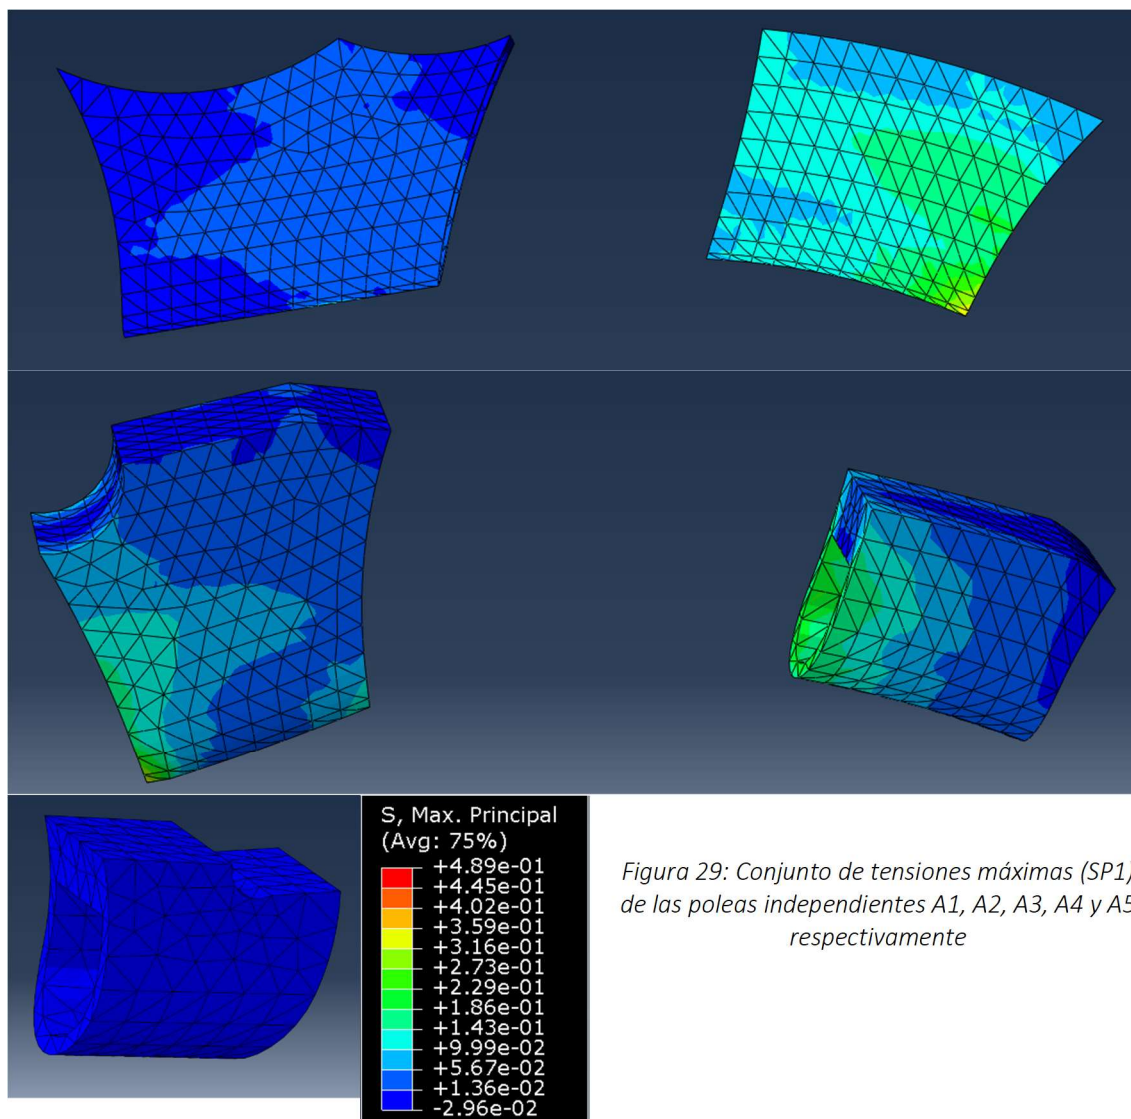 S, Max. Principal
(Avg: 75%)
+4.89e-01
+4.45e-01
+4.02e-01
+3.59e-01
+3.16e-01
+2.73e-01
+2.29e-01
+1.86e-01
+1.43e-01
+9.99e-02
+5.67e-02
+1.36e-02
-2.96e-02
Figura 29: Conjunto de tensiones máximas (SP1)
de las poleas independientes A1, A2, A3, A4 y A5
respectivamente